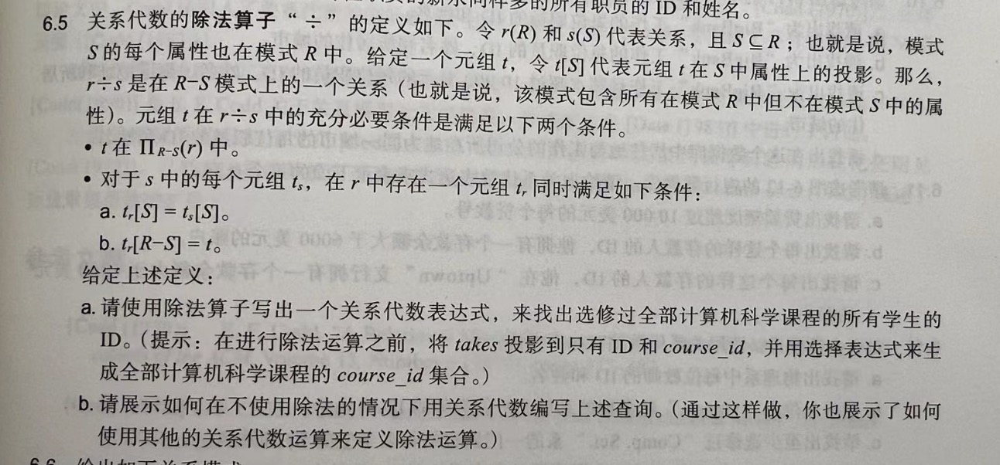 的新水同样多的所有职员的 ID 和姓名。
6.5 关系代数的除法算子“÷”的定义如下。令 r(R) 和 s(S) 代表关系，且 S⊆R；也就是说，模式
S 的每个属性也在模式 R 中。给定一个元组 t，令 t[S] 代表元组 t 在 S 中属性上的投影。那么，
r÷s 是在 R−S 模式上的一个关系（也就是说，该模式包含所有在模式 R 中但不在模式 S 中的属
性）。元组 t 在 r÷s 中的充分必要条件是满足以下两个条件。
• t 在 Π_{R−S}(r) 中。
• 对于 s 中的每个元组 tₛ，在 r 中存在一个元组 tᵣ 同时满足如下条件：
a. tᵣ[S] = tₛ[S]。
b. tᵣ[R−S] = t。
给定上述定义：
a. 请使用除法算子写出一个关系代数表达式，来找出选修过全部计算机科学课程的所有学生的
ID。（提示：在进行除法运算之前，将 takes 投影到只有 ID 和 course_id，并用选择表达式来生
成全部计算机科学课程的 course_id 集合。）
b. 请展示如何在不使用除法的情况下用关系代数编写上述查询。（通过这样做，你也展示了如何
使用其他的关系代数运算来定义除法运算。）